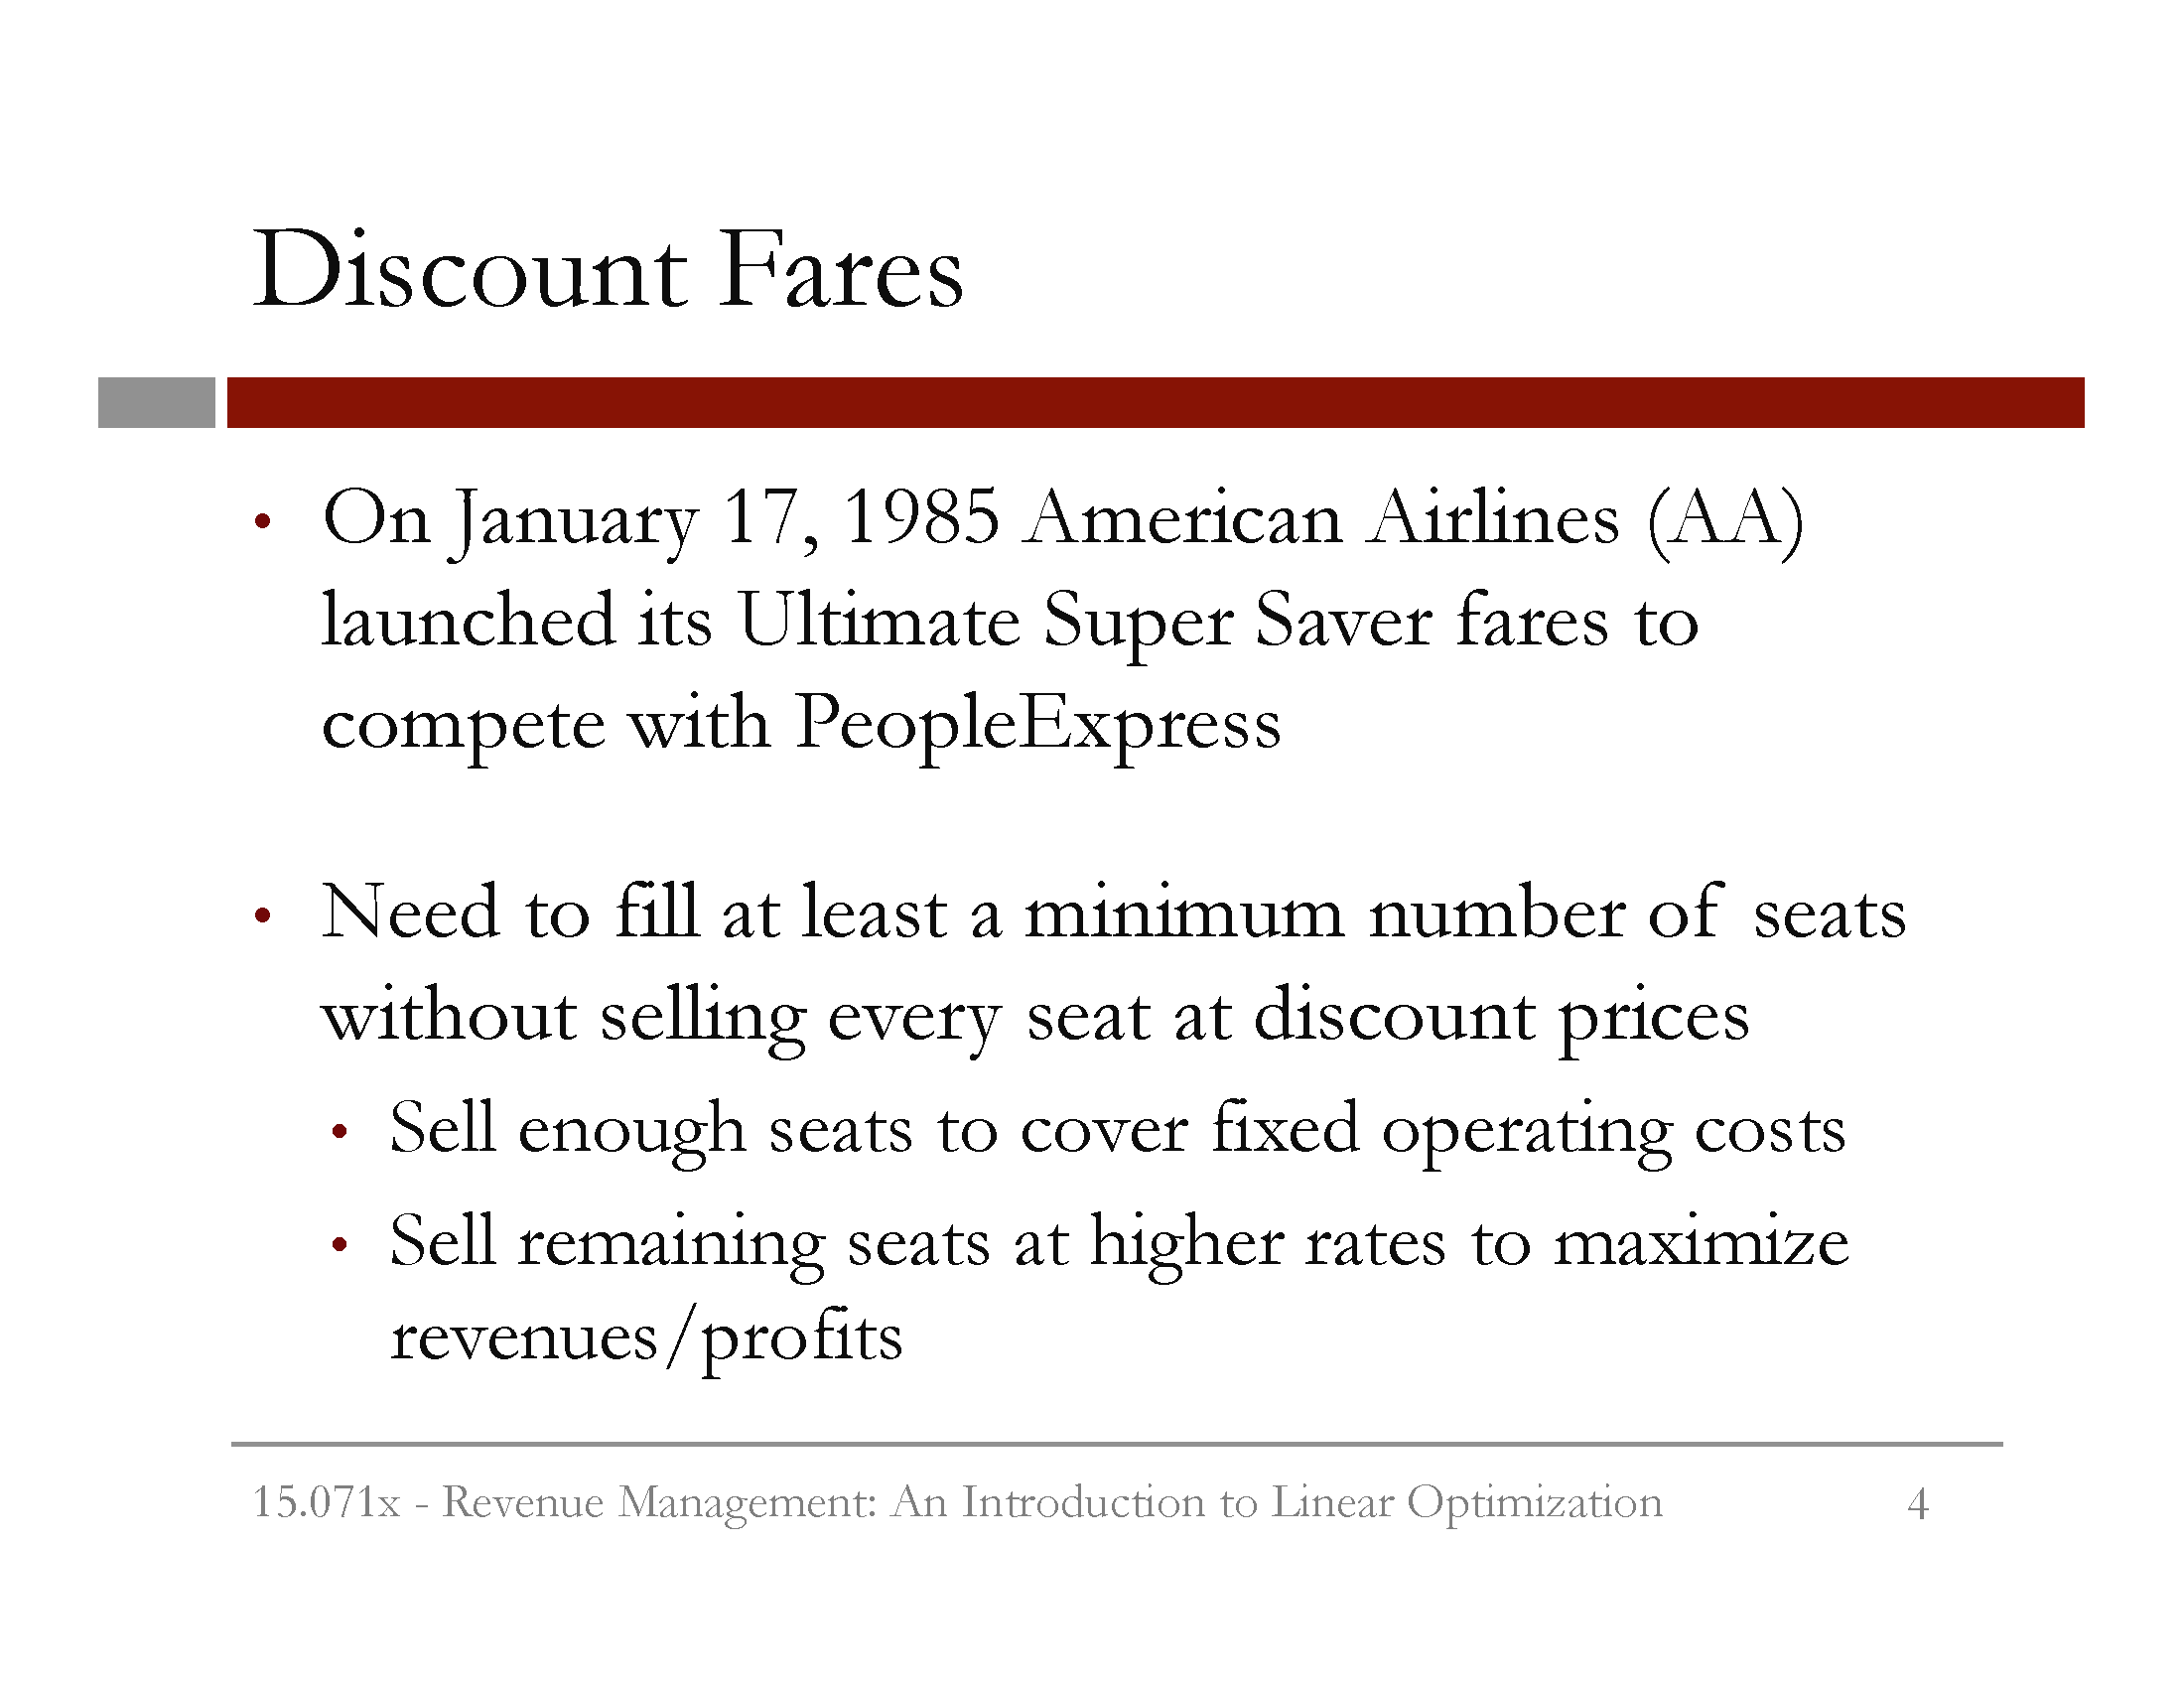 Discount Fares
• On January 17, 1985 American Airlines (AA)
launched its Ultimate Super Saver fares to
compete with PeopleExpress
• Need to fill at least a minimum number of seats
without selling every seat at discount prices
• Sell enough seats to cover fixed operating costs
• Sell remaining seats at higher rates to maximize
revenues/profits
15.071x - Revenue Management: An Introduction to Linear Optimization 4